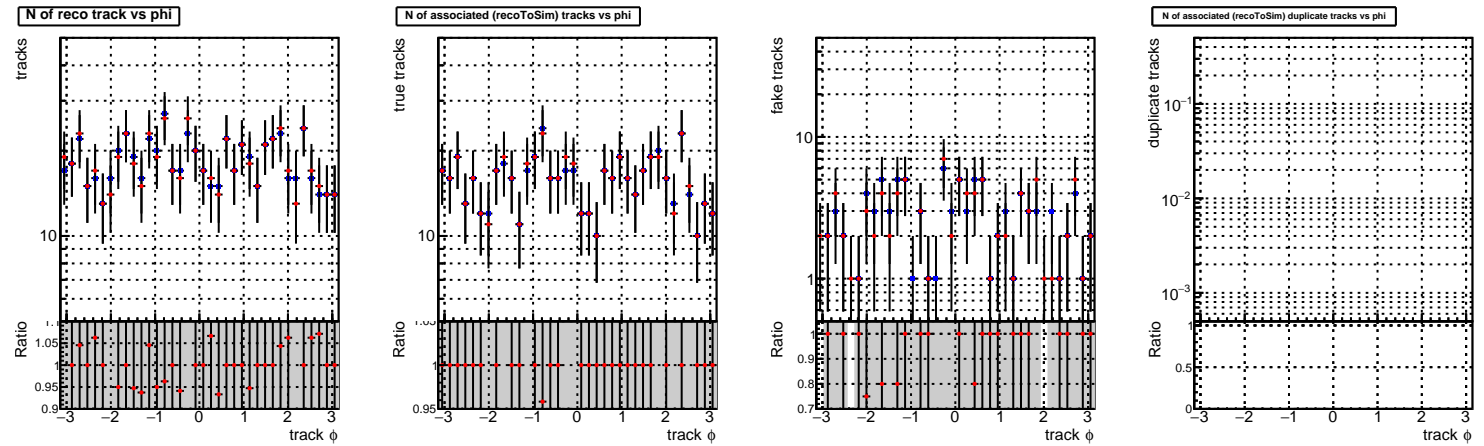 N of reco track vs phi
tracks
10
Ratio
1.1
1.05
1
0.95
0.9
−3 −2 −1 0 1 2 3
track ϕ
N of associated (recoToSim) tracks vs phi
true tracks
10
Ratio
1.05
1
0.95
−3 −2 −1 0 1 2 3
track ϕ
fake tracks
10
1
Ratio
1
0.9
0.8
0.7
−3 −2 −1 0 1 2 3
track ϕ
N of associated (recoToSim) duplicate tracks vs phi
duplicate tracks
10⁻¹
10⁻²
10⁻³
Ratio
1
0.5
0
−3 −2 −1 0 1 2 3
track ϕ